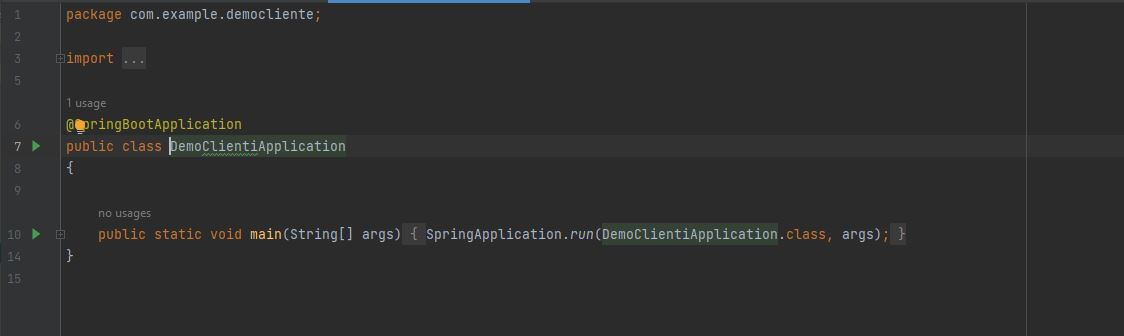 1 package com.example.democliente;
2
3 import ...
5
1 usage
6 @SpringBootApplication
7 public class DemoClientiApplication
8 {
9
no usages
10 public static void main(String[] args) { SpringApplication.run(DemoClientiApplication.class, args); }
14 }
15